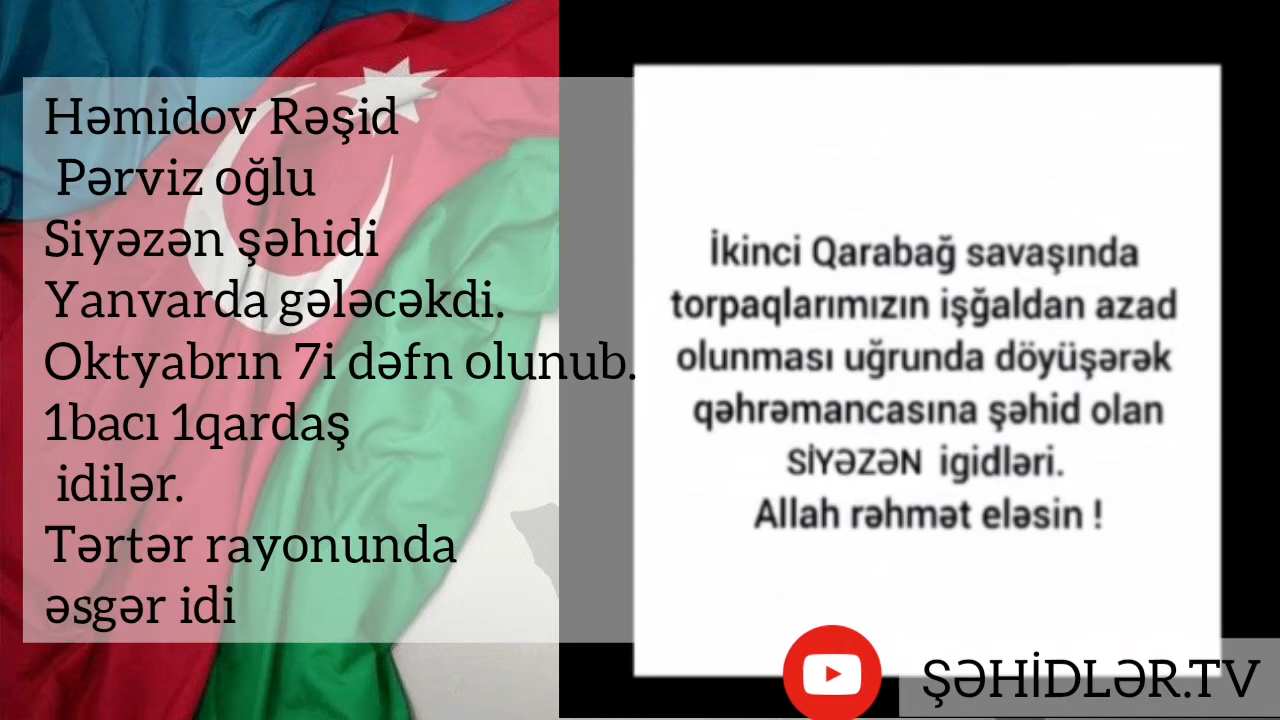 Həmidov Rəşid
Pərviz oğlu
Siyəzən şəhidi
Yanvarda gələcəkdi.
Oktyabrın 7i dəfn olunub.
1bacı 1qardaş
idilər.
Tərtər rayonunda
əsgər idi
İkinci Qarabağ savaşında
torpaqlarımızın işğaldan azad
olunması uğrunda döyüşərək
qəhrəmancasına şəhid olan
SİYƏZƏN igidləri.
Allah rəhmət eləsin !
ŞƏHİDLƏR.TV